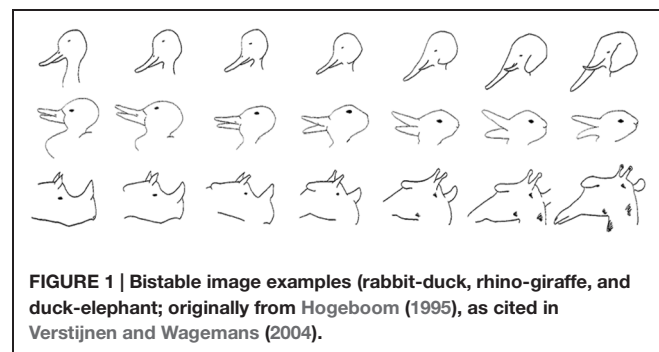 FIGURE 1 | Bistable image examples (rabbit-duck, rhino-giraffe, and
duck-elephant; originally from Hogeboom (1995), as cited in
Verstijnen and Wagemans (2004).